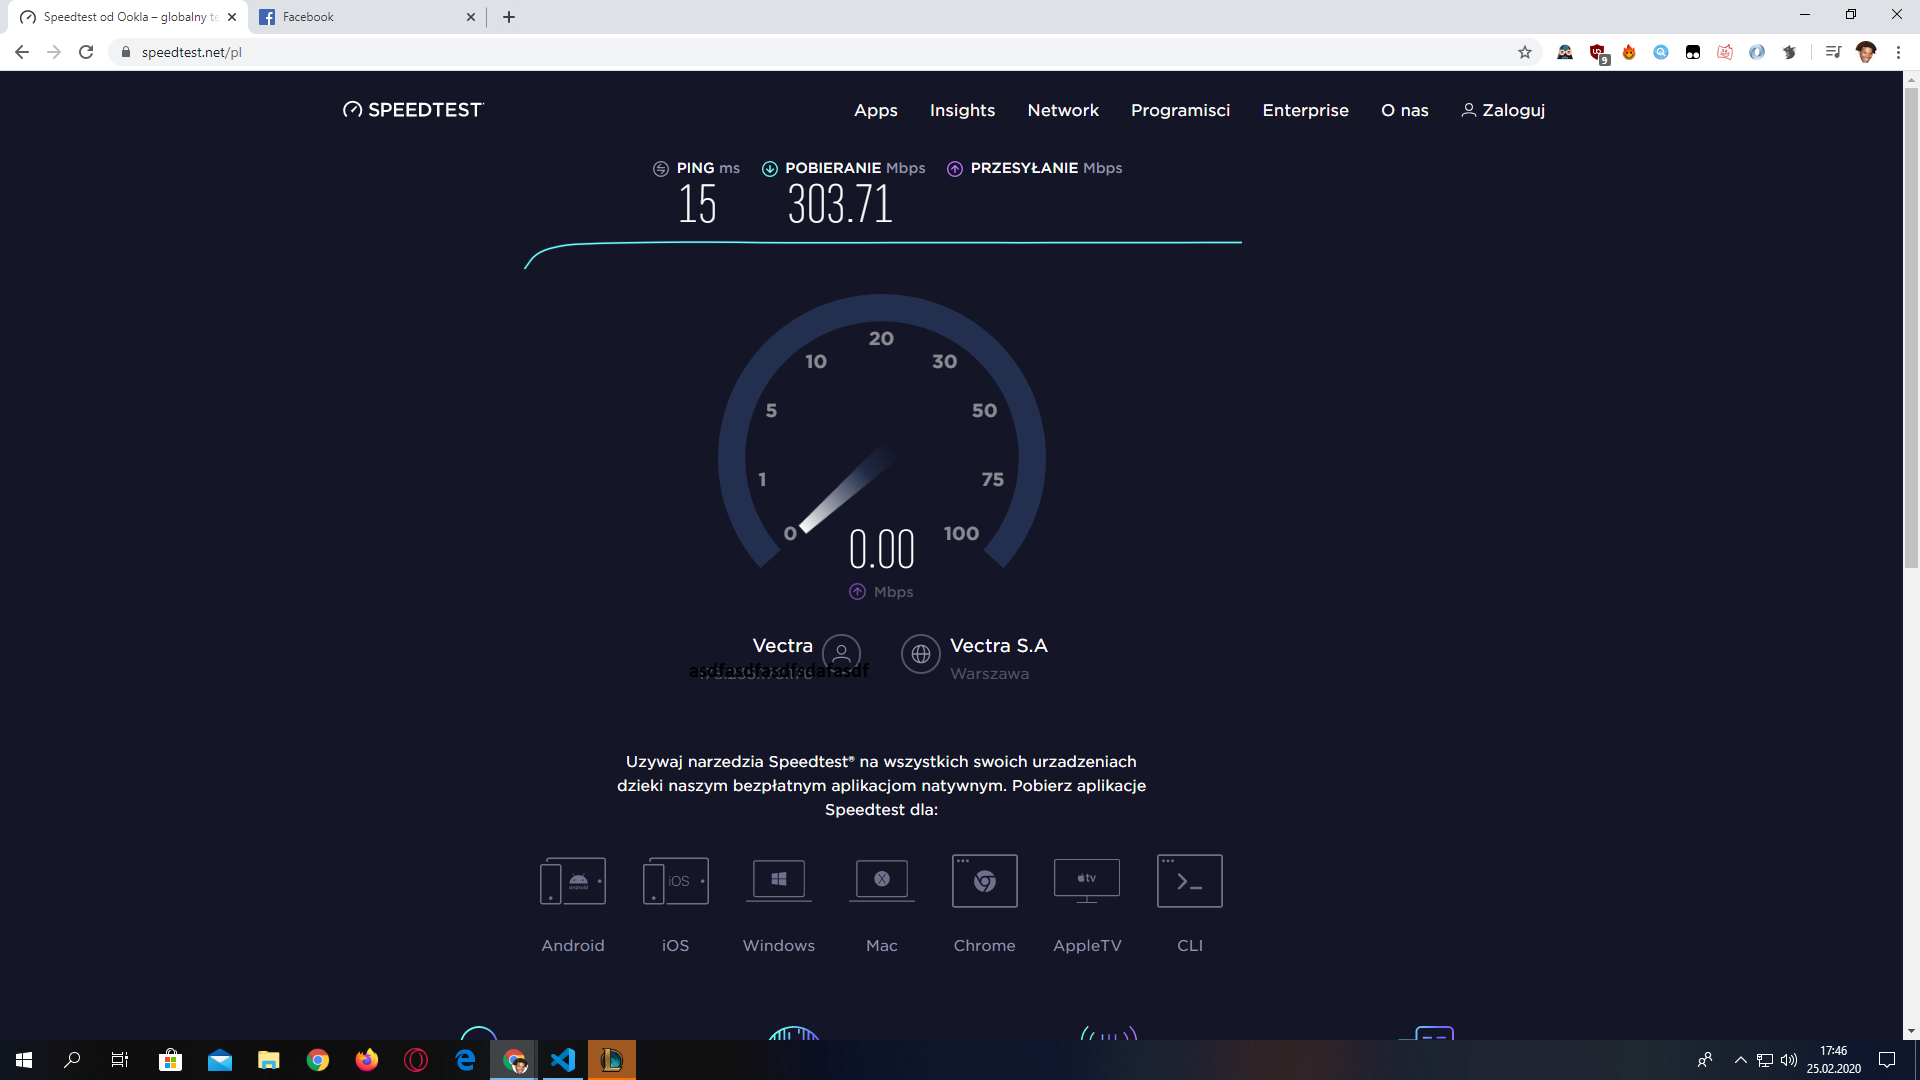 Speedtest od Ookla – globalny te
Facebook
speedtest.net/pl
9
SPEEDTEST
Apps
Insights
Network
Programisci
Enterprise
O nas
Zaloguj
PING ms
POBIERANIE Mbps
PRZESYŁANIE Mbps
15
303.71
0
1
5
10
20
30
50
75
100
0.00
Mbps
Vectra
asdfasdfasdfsdafasdf
Vectra S.A
Warszawa
Uzywaj narzedzia Speedtest® na wszystkich swoich urzadzeniach
dzieki naszym bezpłatnym aplikacjom natywnym. Pobierz aplikacje
Speedtest dla:
android
iOS
X
tv
Android
iOS
Windows
Mac
Chrome
AppleTV
CLI
17:46
25.02.2020